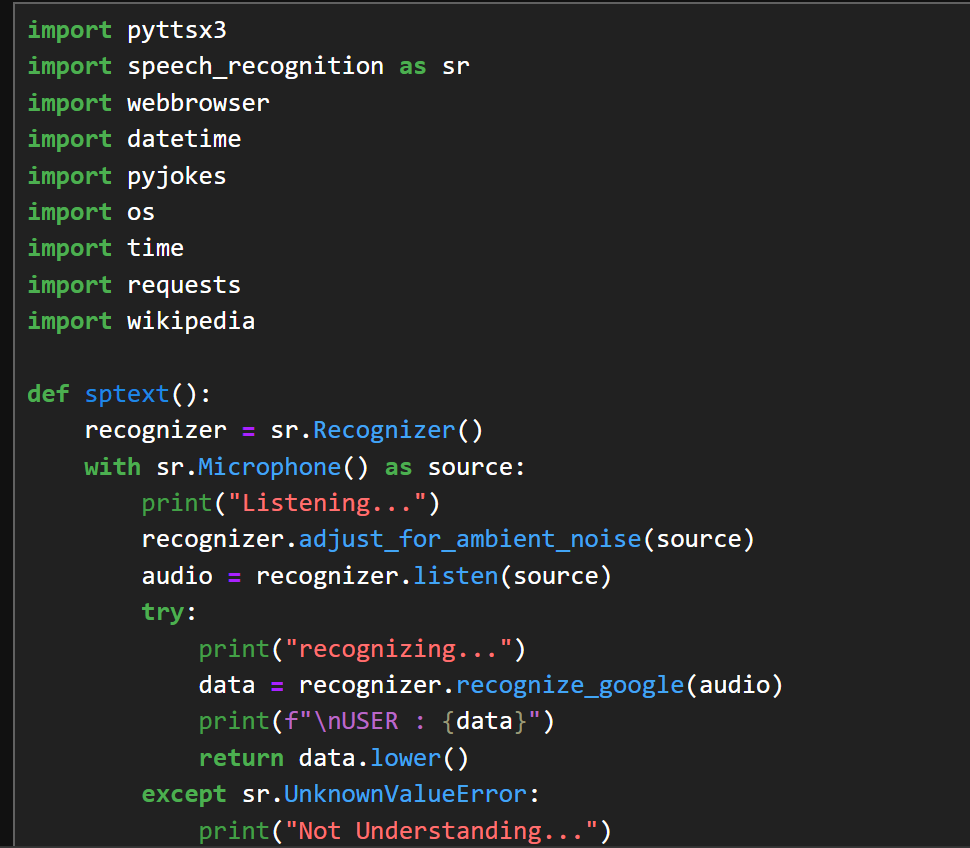 import pyttsx3
import speech_recognition as sr
import webbrowser
import datetime
import pyjokes
import os
import time
import requests
import wikipedia

def sptext():
    recognizer = sr.Recognizer()
    with sr.Microphone() as source:
        print("Listening...")
        recognizer.adjust_for_ambient_noise(source)
        audio = recognizer.listen(source)
        try:
            print("recognizing...")
            data = recognizer.recognize_google(audio)
            print(f"\nUSER : {data}")
            return data.lower()
        except sr.UnknownValueError:
            print("Not Understanding...")